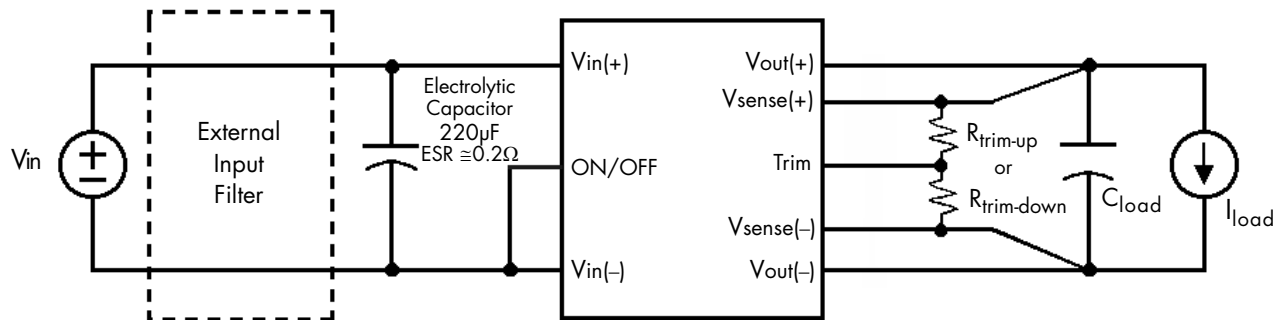 Vin
External
Input
Filter
Electrolytic
Capacitor
220µF
ESR ≅0.2Ω
Vin(+)
ON/OFF
Vin(–)
Vout(+)
Vsense(+)
Trim
Vsense(–)
Vout(–)
Rtrim-up
or
Rtrim-down
Cload
Iload